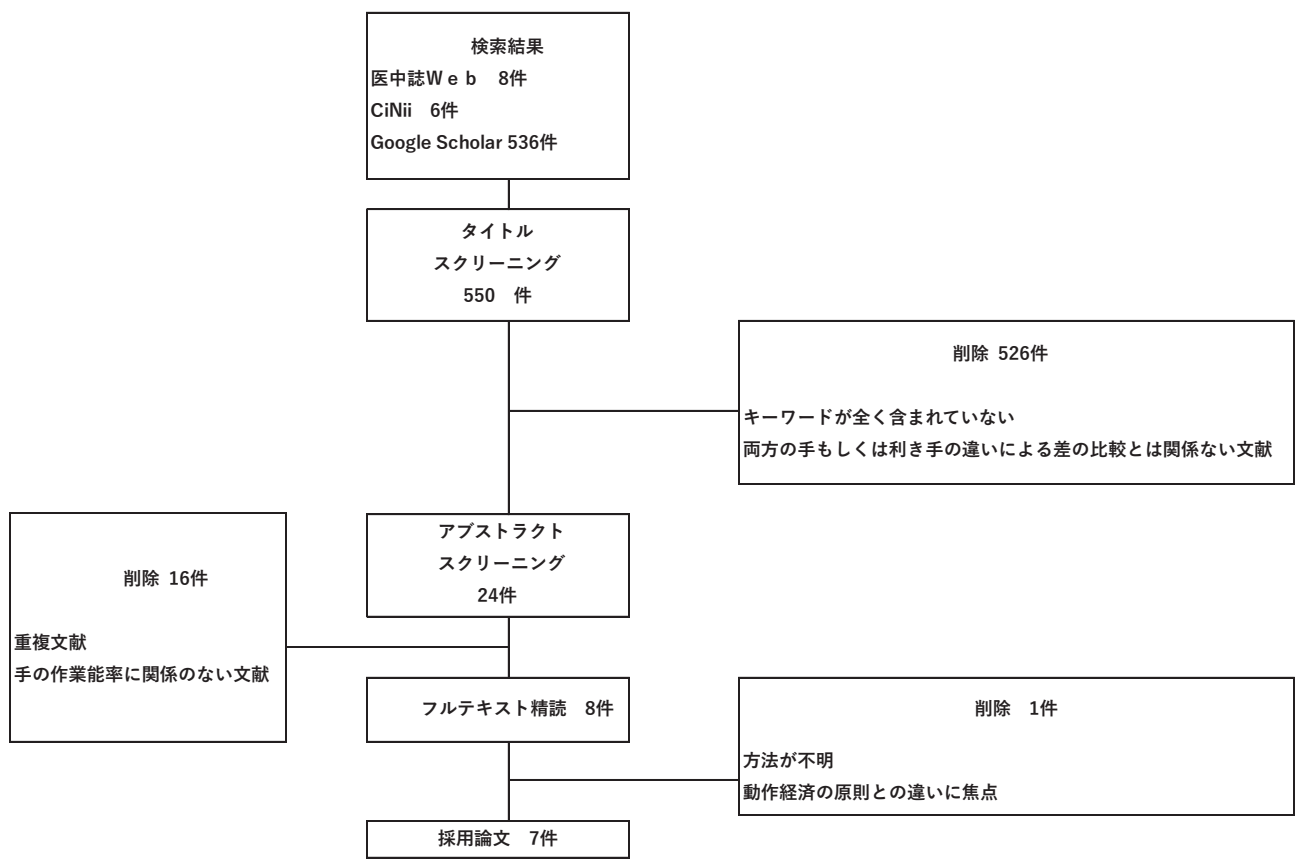 検索結果
医中誌Ｗｅｂ　8件
CiNii　6件
Google Scholar 536件
タイトル
スクリーニング
550　件
削除 526件
キーワードが全く含まれていない
両方の手もしくは利き手の違いによる差の比較とは関係ない文献
アブストラクト
スクリーニング
24件
削除 16件
重複文献
手の作業能率に関係のない文献
フルテキスト精読　8件
削除　1件
方法が不明
動作経済の原則との違いに焦点
採用論文　7件